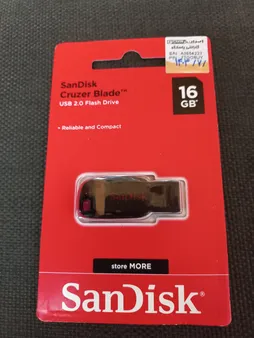 SanDisk
Cruzer Blade™
USB 2.0 Flash Drive
16
GB*
• Reliable and Compact
store MORE
SanDisk®